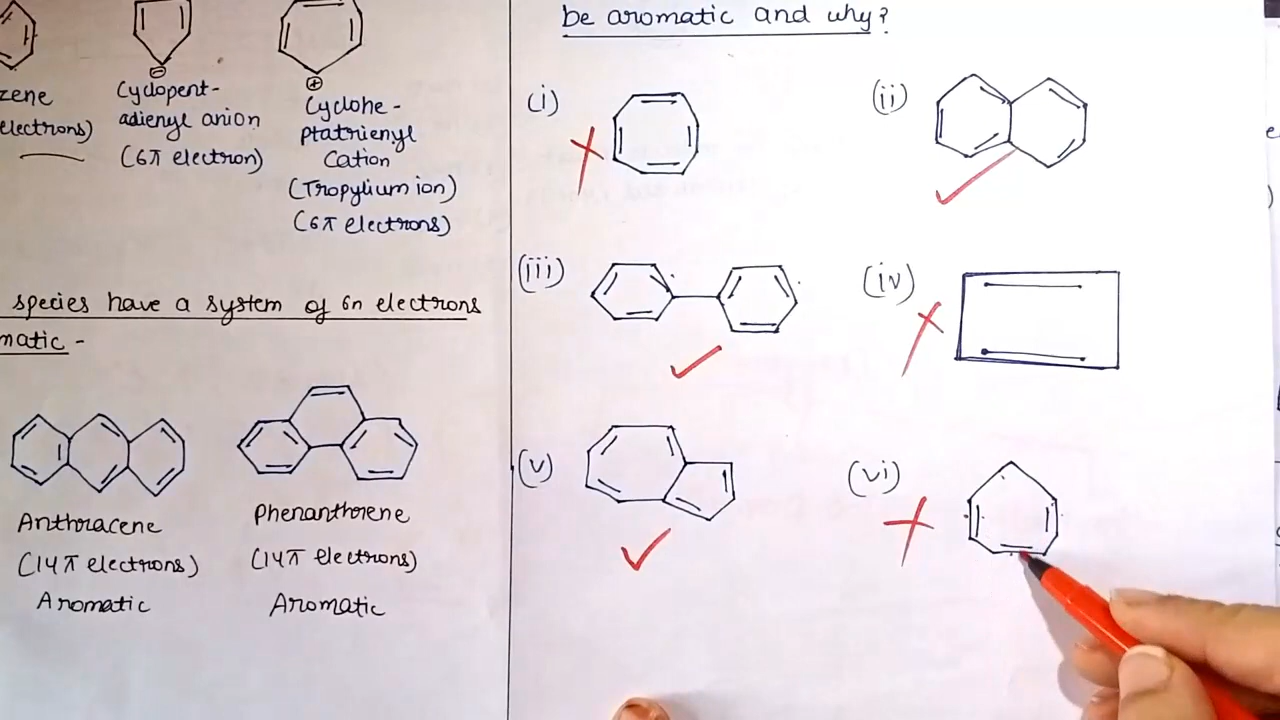 zene
electrons)
Cyclopent-
adienyl anion
(6π electron)
Cyclohe-
ptatrienyl
Cation
(Tropylium ion)
(6π electrons)
species have a system of 6n electrons
matic -
Anthracene
(14π electrons)
Aromatic
Phenanthrene
(14π electrons)
Aromatic
be aromatic and why?
(i)
(ii)
(iii)
(iv)
(v)
(vi)